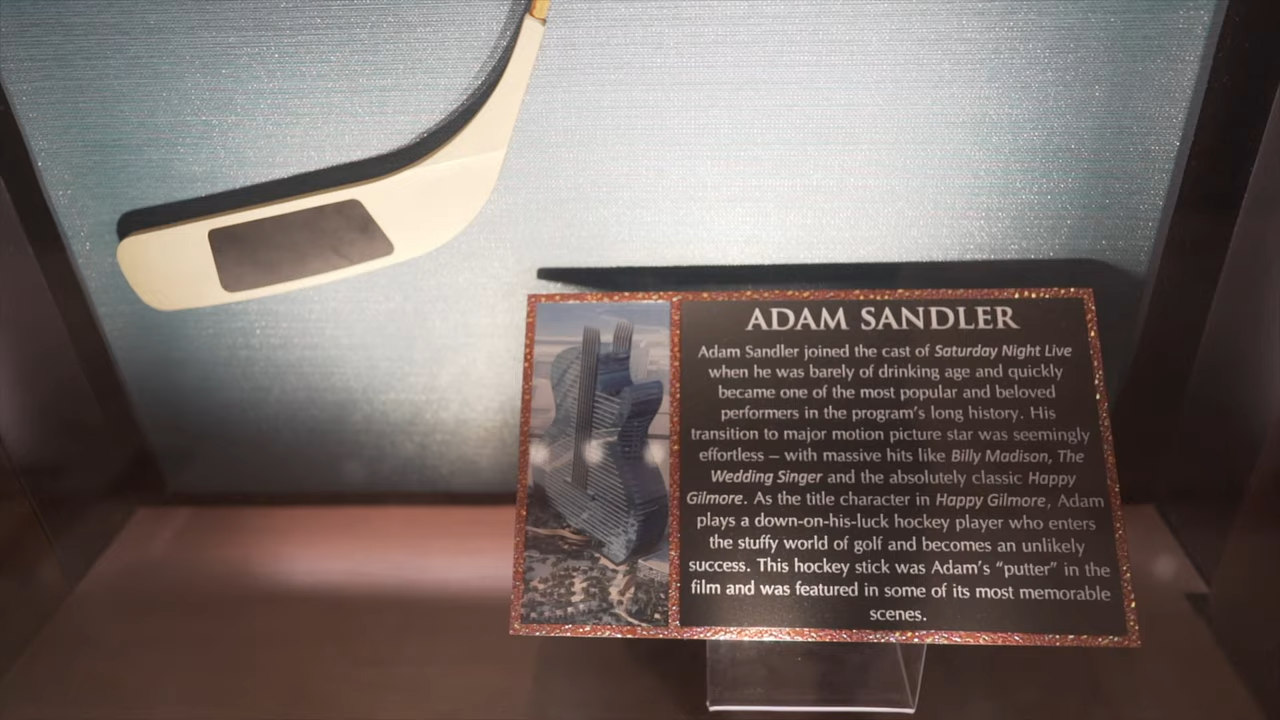 ADAM SANDLER
Adam Sandler joined the cast of Saturday Night Live
when he was barely of drinking age and quickly
became one of the most popular and beloved
performers in the program's long history. His
transition to major motion picture star was seemingly
effortless – with massive hits like Billy Madison, The
Wedding Singer and the absolutely classic Happy
Gilmore. As the title character in Happy Gilmore, Adam
plays a down-on-his-luck hockey player who enters
the stuffy world of golf and becomes an unlikely
success. This hockey stick was Adam's “putter” in the
film and was featured in some of its most memorable
scenes.